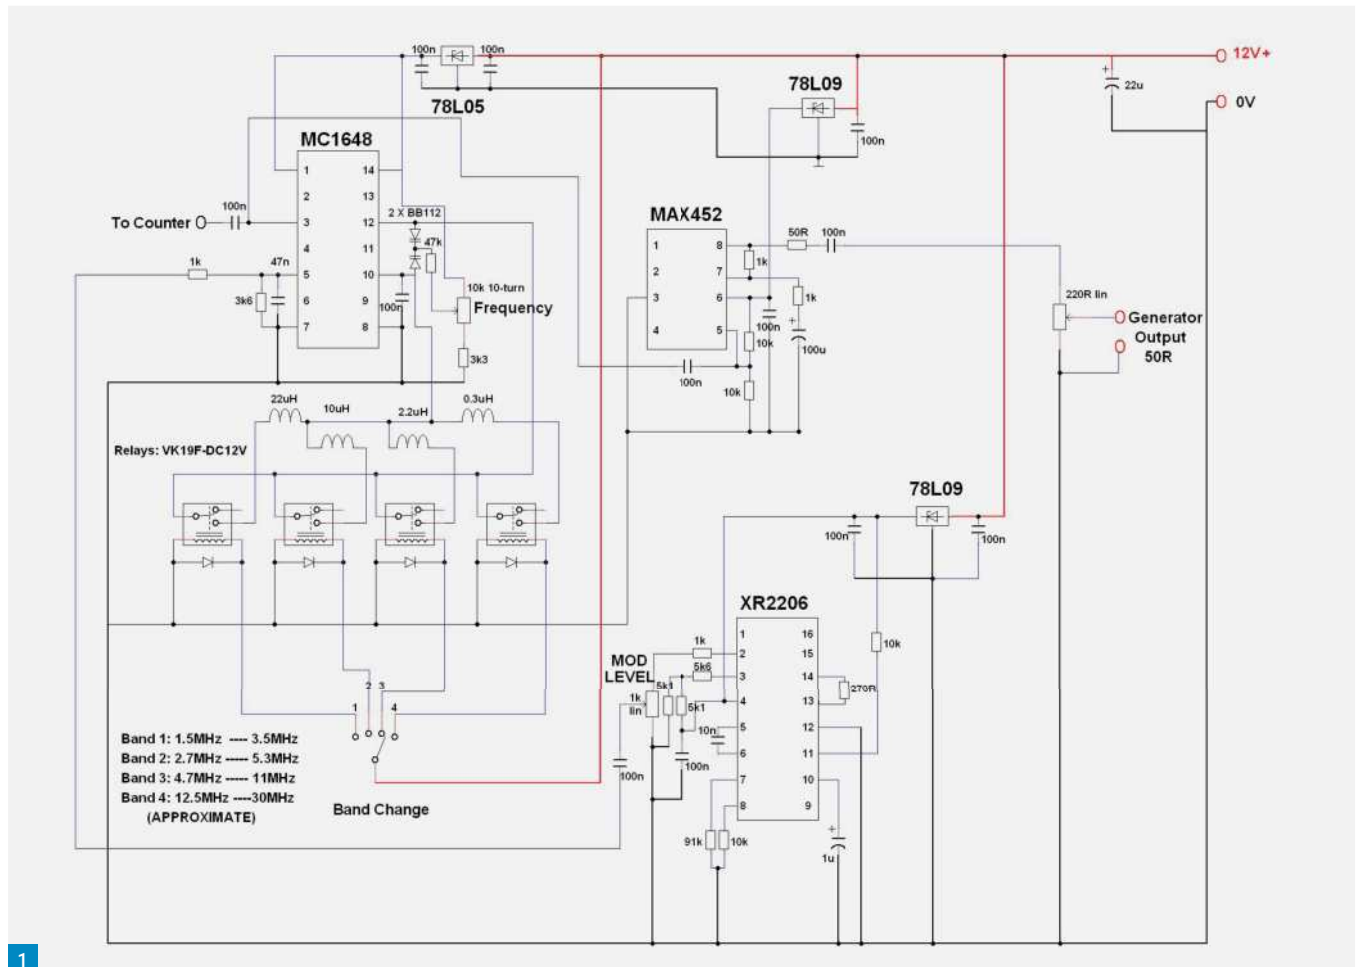 100n
100n
12V+
78L05
78L09
22u
0V
100n
MC1648
1
14
2
13
100n
3
12
2 X BB112
To Counter
4
11
47k
1k
47n
5
10
10k 10-turn
3k6
6
9
100n
Frequency
7
8
3k3
MAX452
1
8
50R
100n
2
7
1k
3
6
1k
220R lin
100n
4
5
10k
100u
100n
10k
Generator
Output
50R
22uH
10uH
2.2uH
0.3uH
Relays: VK19F-DC12V
78L09
100n
100n
XR2206
1
16
1k
2
15
MOD
LEVEL
5k6
3
14
270R
10k
1k
lin
5k1
5k1
4
13
10n
5
12
6
11
100n
100n
7
10
8
9
91k
10k
1u
1
2
3
4
Band 1: 1.5MHz ---- 3.5MHz
Band 2: 2.7MHz ----- 5.3MHz
Band 3: 4.7MHz ----- 11MHz
Band 4: 12.5MHz ----30MHz
(APPROXIMATE)
Band Change
1